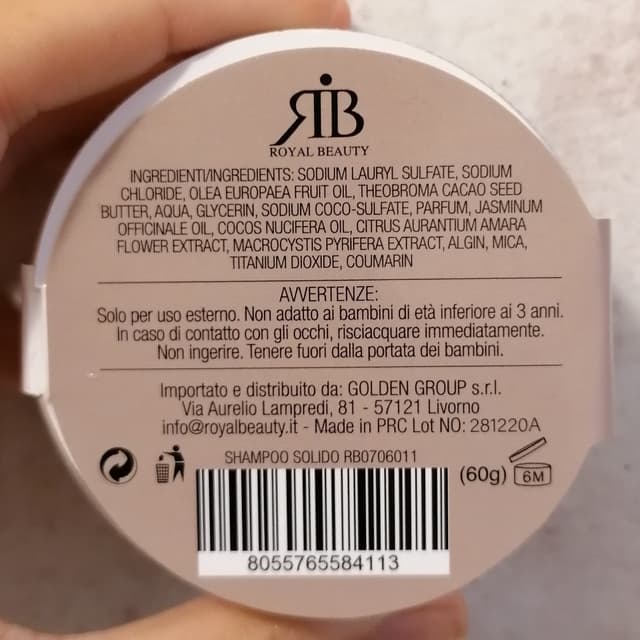 RB
ROYAL BEAUTY
INGREDIENTI/INGREDIENTS: SODIUM LAURYL SULFATE, SODIUM
CHLORIDE, OLEA EUROPAEA FRUIT OIL, THEOBROMA CACAO SEED
BUTTER, AQUA, GLYCERIN, SODIUM COCO-SULFATE, PARFUM, JASMINUM
OFFICINALE OIL, COCOS NUCIFERA OIL, CITRUS AURANTIUM AMARA
FLOWER EXTRACT, MACROCYSTIS PYRIFERA EXTRACT, ALGIN, MICA,
TITANIUM DIOXIDE, COUMARIN
AVVERTENZE:
Solo per uso esterno. Non adatto ai bambini di età inferiore ai 3 anni.
In caso di contatto con gli occhi, risciacquare immediatamente.
Non ingerire. Tenere fuori dalla portata dei bambini.
Importato e distribuito da: GOLDEN GROUP s.r.l.
Via Aurelio Lampredi, 81 - 57121 Livorno
info@royalbeauty.it - Made in PRC Lot NO: 281220A
SHAMPOO SOLIDO RB0706011
(60g) 6M
8055765584113